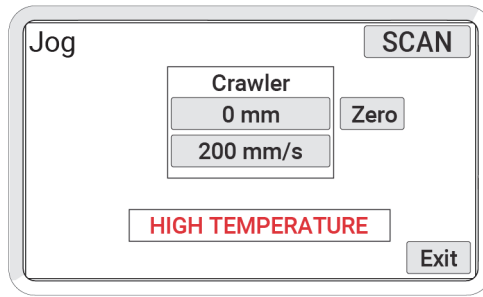 Jog
SCAN
Crawler
0 mm
Zero
200 mm/s
HIGH TEMPERATURE
Exit